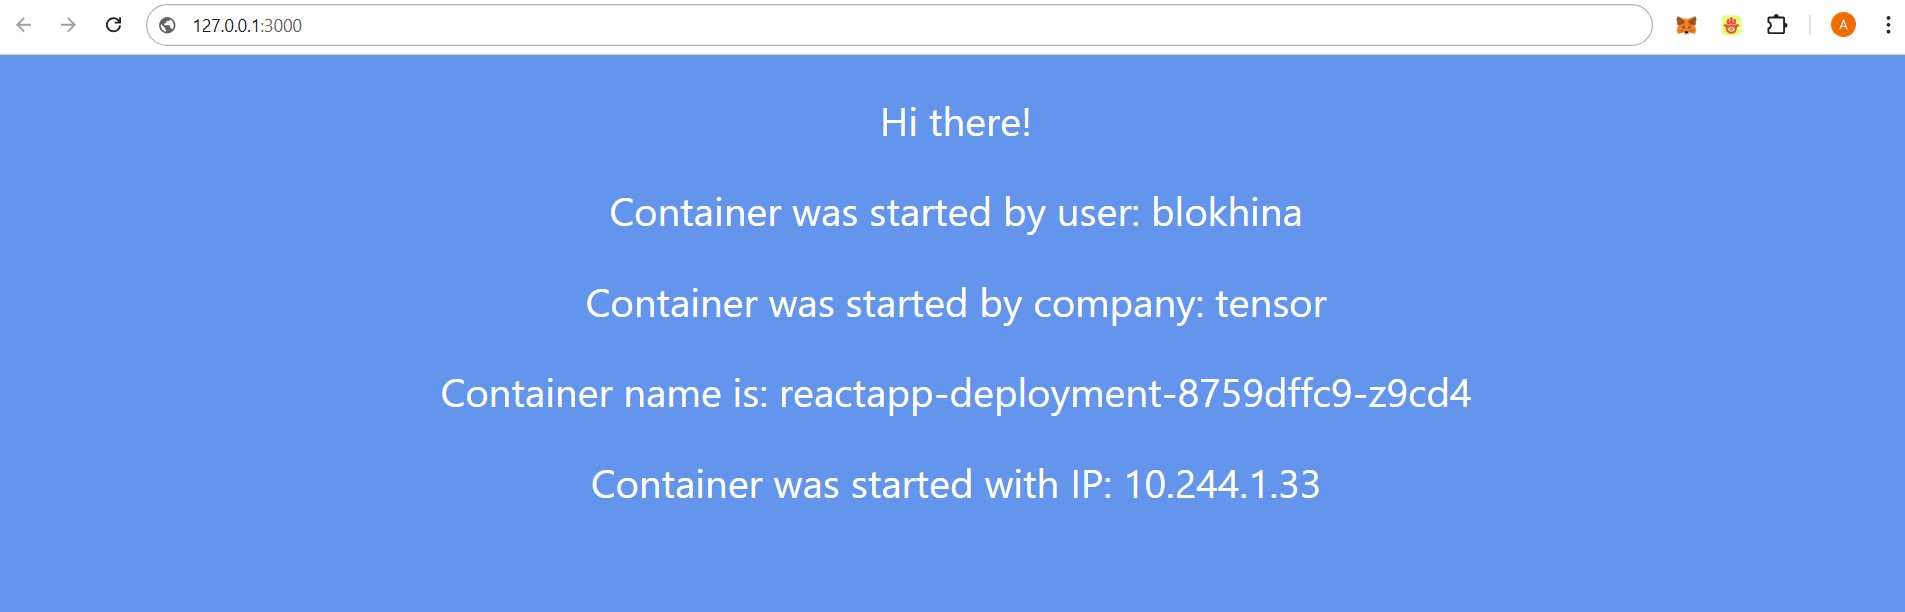 127.0.0.1:3000
A
Hi there!
Container was started by user: blokhina
Container was started by company: tensor
Container name is: reactapp-deployment-8759dffc9-z9cd4
Container was started with IP: 10.244.1.33